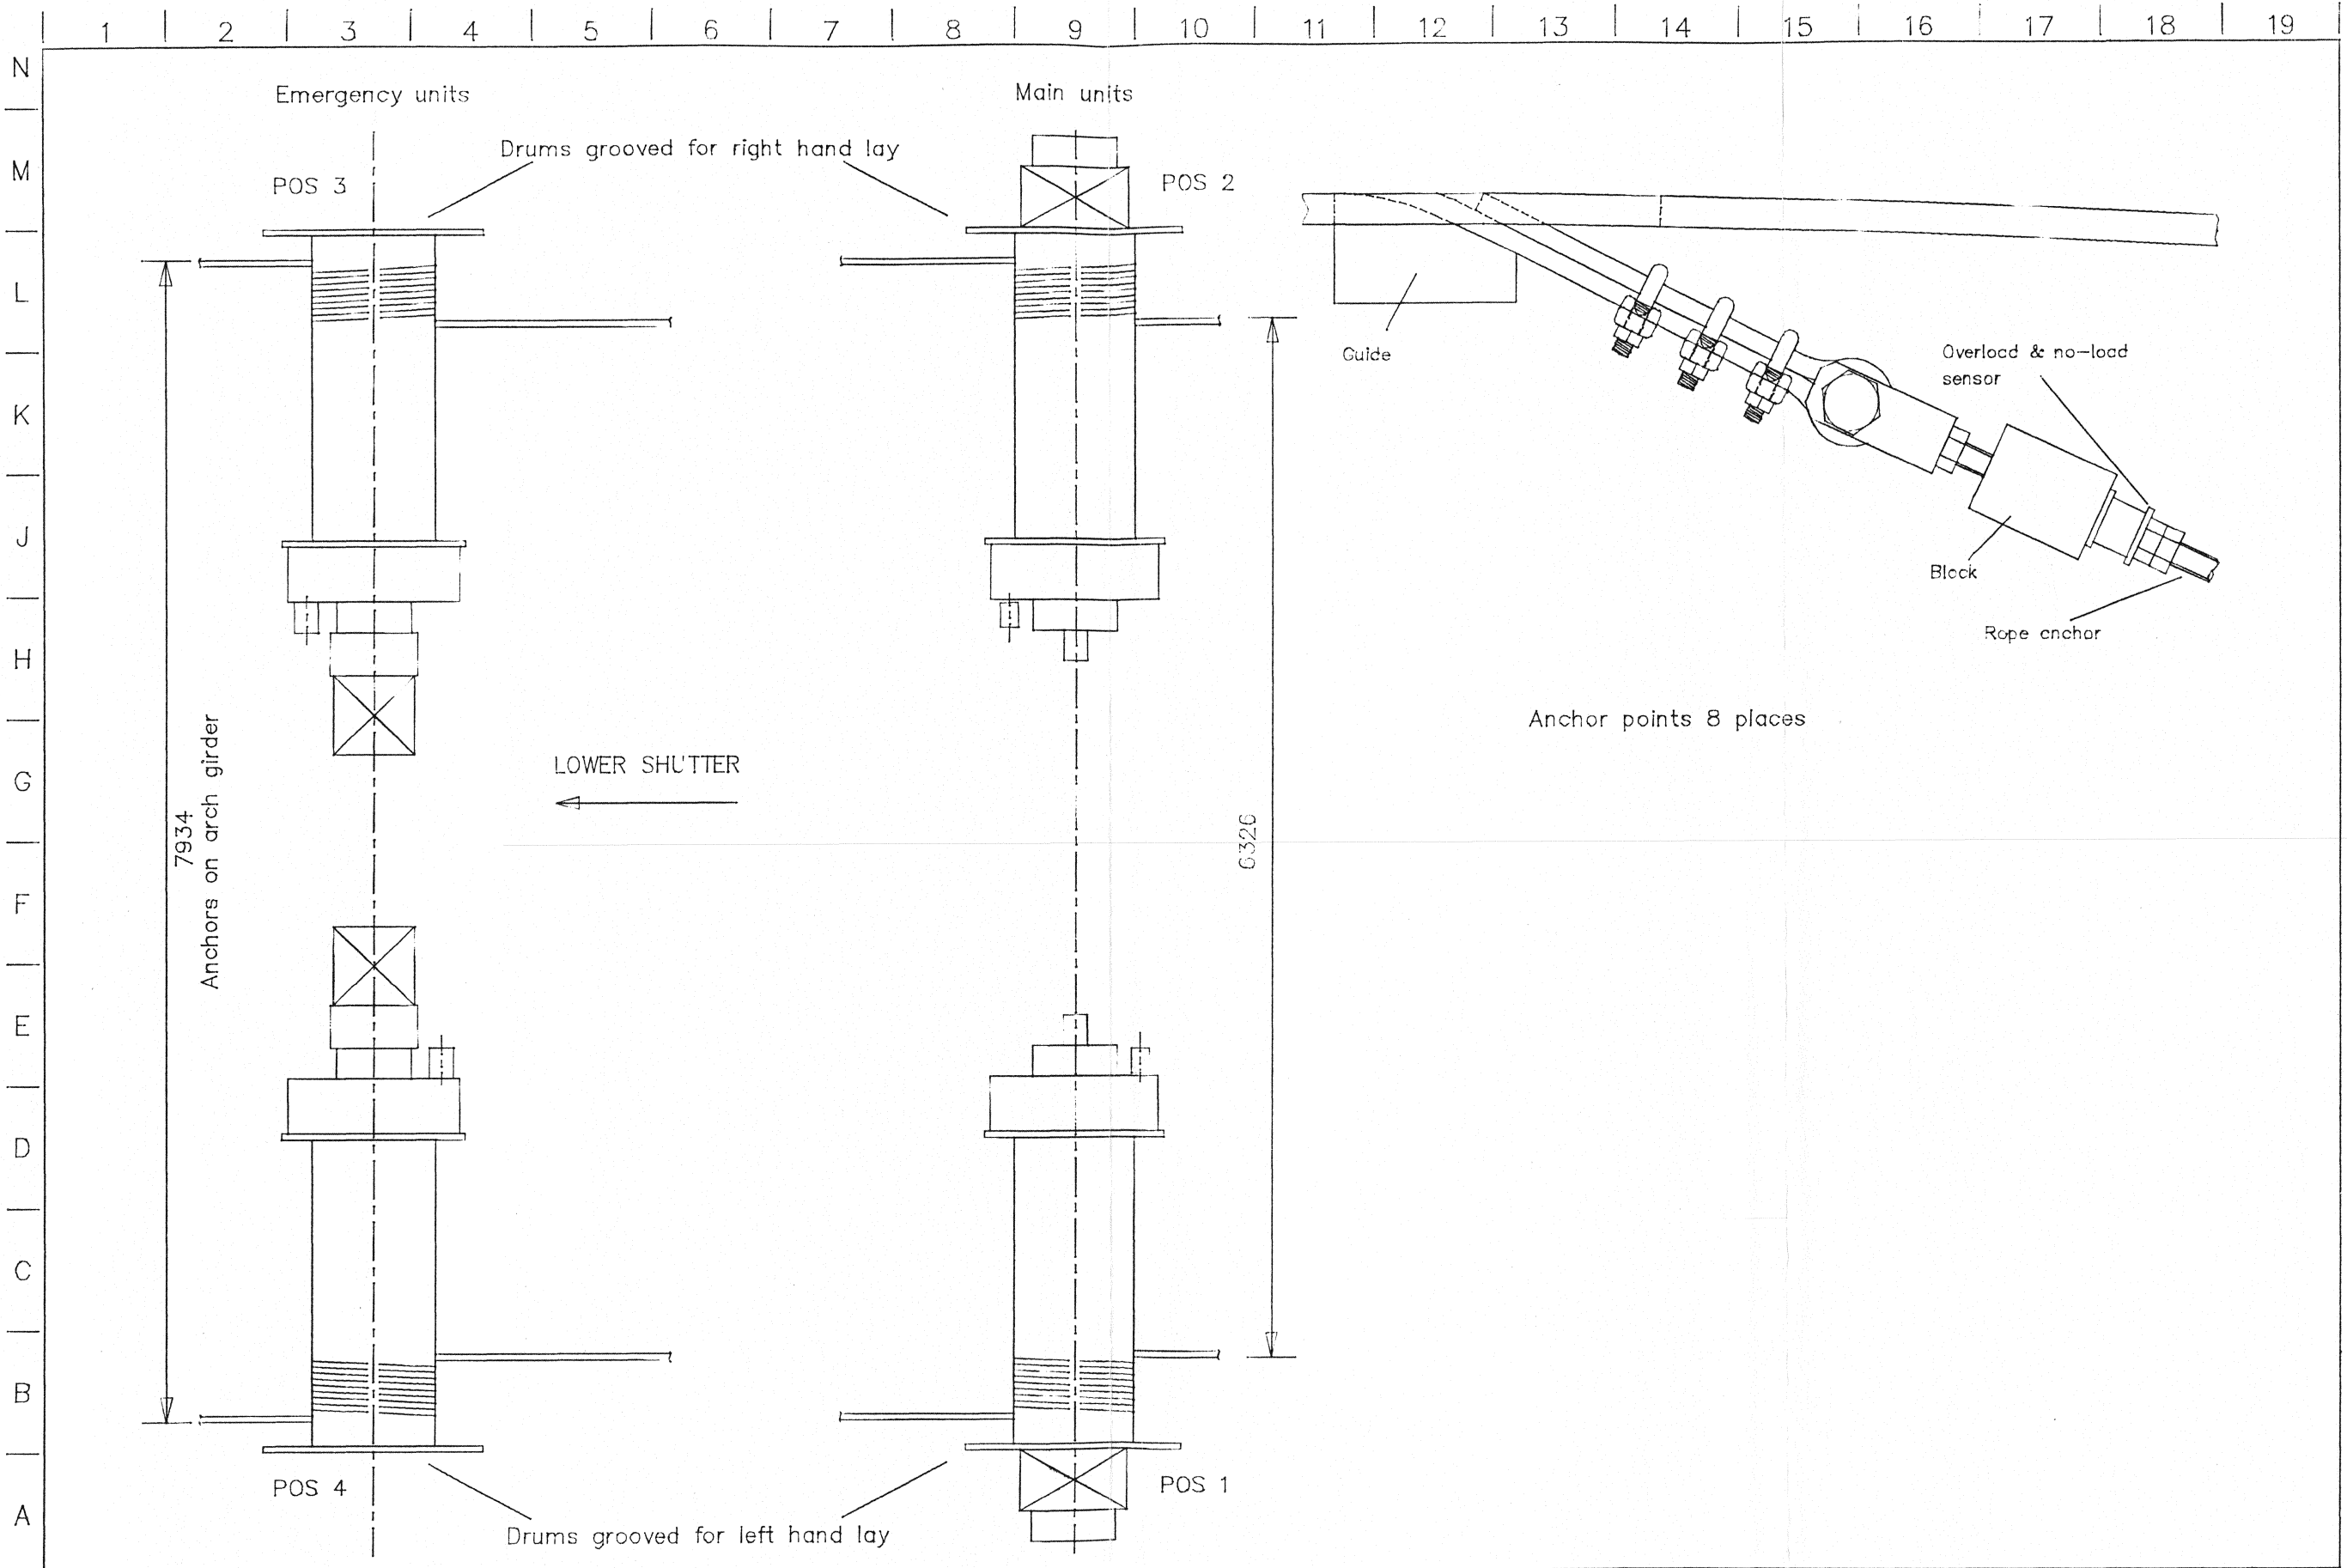 1 2 3 4 5 6 7 8 9 10 11 12 13 14 15 16 17 18 19
N
M
L
K
J
H
G
F
E
D
C
B
A
Emergency units
Main units
Drums grooved for right hand lay
POS 3
POS 2
Guide
Overload & no-load
sensor
Block
Rope anchor
Anchor points 8 places
LOWER SHUTTER
7934
Anchors on arch girder
6326
POS 4
POS 1
Drums grooved for left hand lay